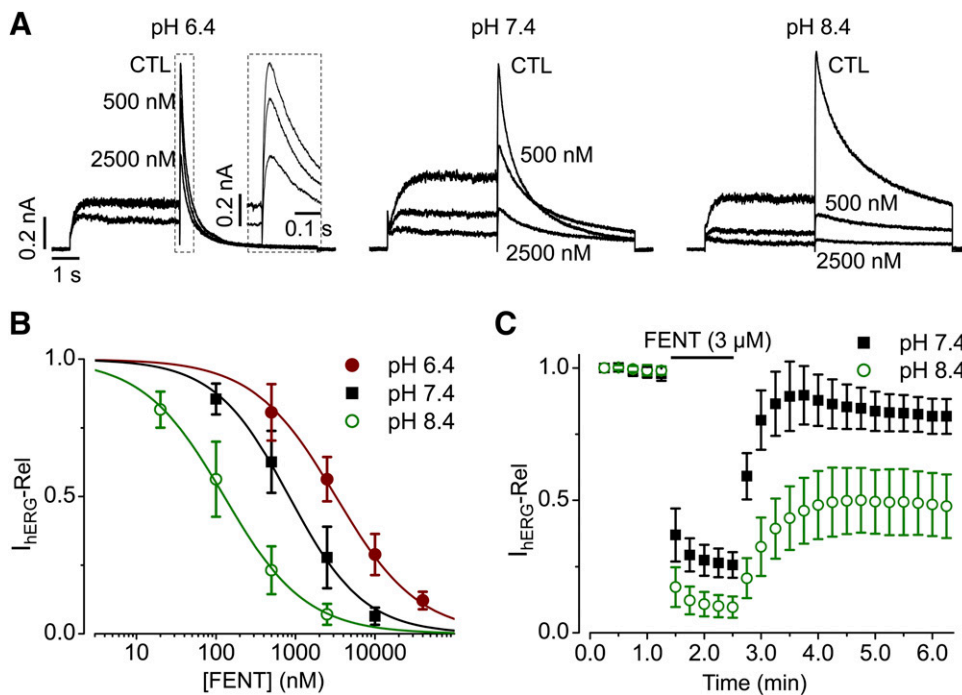 A
pH 6.4
pH 7.4
pH 8.4
CTL
500 nM
2500 nM
0.2 nA
1 s
0.2 nA
0.1 s
CTL
500 nM
2500 nM
CTL
500 nM
2500 nM
B
pH 6.4
pH 7.4
pH 8.4
1.0
0.5
0.0
I hERG-Rel
10 100 1000 10000
[FENT] (nM)
C
FENT (3 µM)
pH 7.4
pH 8.4
1.0
0.5
0.0
I hERG-Rel
0.0 1.0 2.0 3.0 4.0 5.0 6.0
Time (min)